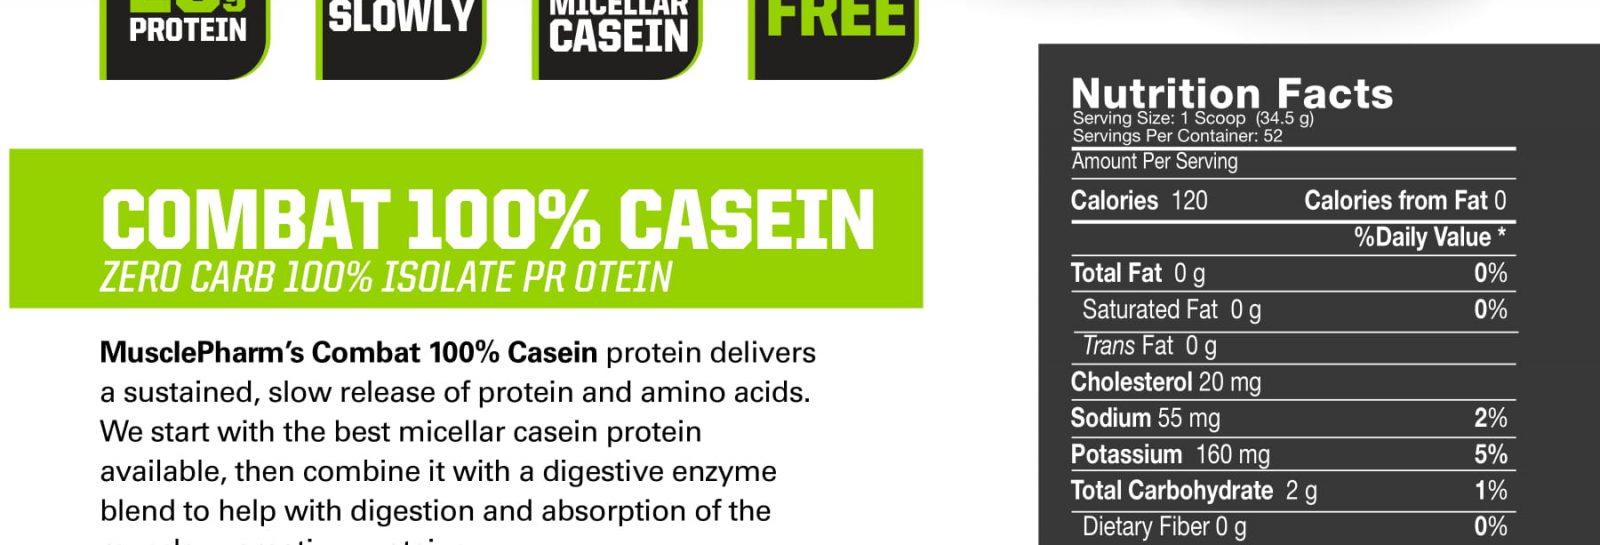 PROTEIN
SLOWLY
MICELLAR
CASEIN
FREE
COMBAT 100% CASEIN
ZERO CARB 100% ISOLATE PR OTEIN
MusclePharm’s Combat 100% Casein protein delivers
a sustained, slow release of protein and amino acids.
We start with the best micellar casein protein
available, then combine it with a digestive enzyme
blend to help with digestion and absorption of the
Nutrition Facts
Serving Size: 1 Scoop (34.5 g)
Servings Per Container: 52
Amount Per Serving
Calories 120 Calories from Fat 0
%Daily Value *
Total Fat 0 g 0%
Saturated Fat 0 g 0%
Trans Fat 0 g
Cholesterol 20 mg
Sodium 55 mg 2%
Potassium 160 mg 5%
Total Carbohydrate 2 g 1%
Dietary Fiber 0 g 0%